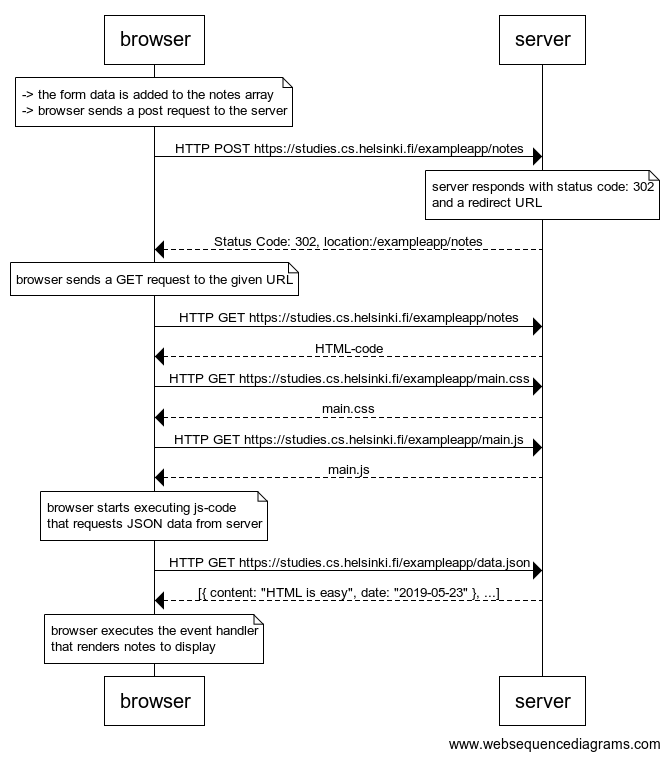 browser
server
-> the form data is added to the notes array
-> browser sends a post request to the server
HTTP POST https://studies.cs.helsinki.fi/exampleapp/notes
server responds with status code: 302
and a redirect URL
Status Code: 302, location:/exampleapp/notes
browser sends a GET request to the given URL
HTTP GET https://studies.cs.helsinki.fi/exampleapp/notes
HTML-code
HTTP GET https://studies.cs.helsinki.fi/exampleapp/main.css
main.css
HTTP GET https://studies.cs.helsinki.fi/exampleapp/main.js
main.js
browser starts executing js-code
that requests JSON data from server
HTTP GET https://studies.cs.helsinki.fi/exampleapp/data.json
[{ content: "HTML is easy", date: "2019-05-23" }, ...]
browser executes the event handler
that renders notes to display
browser
server
www.websequencediagrams.com